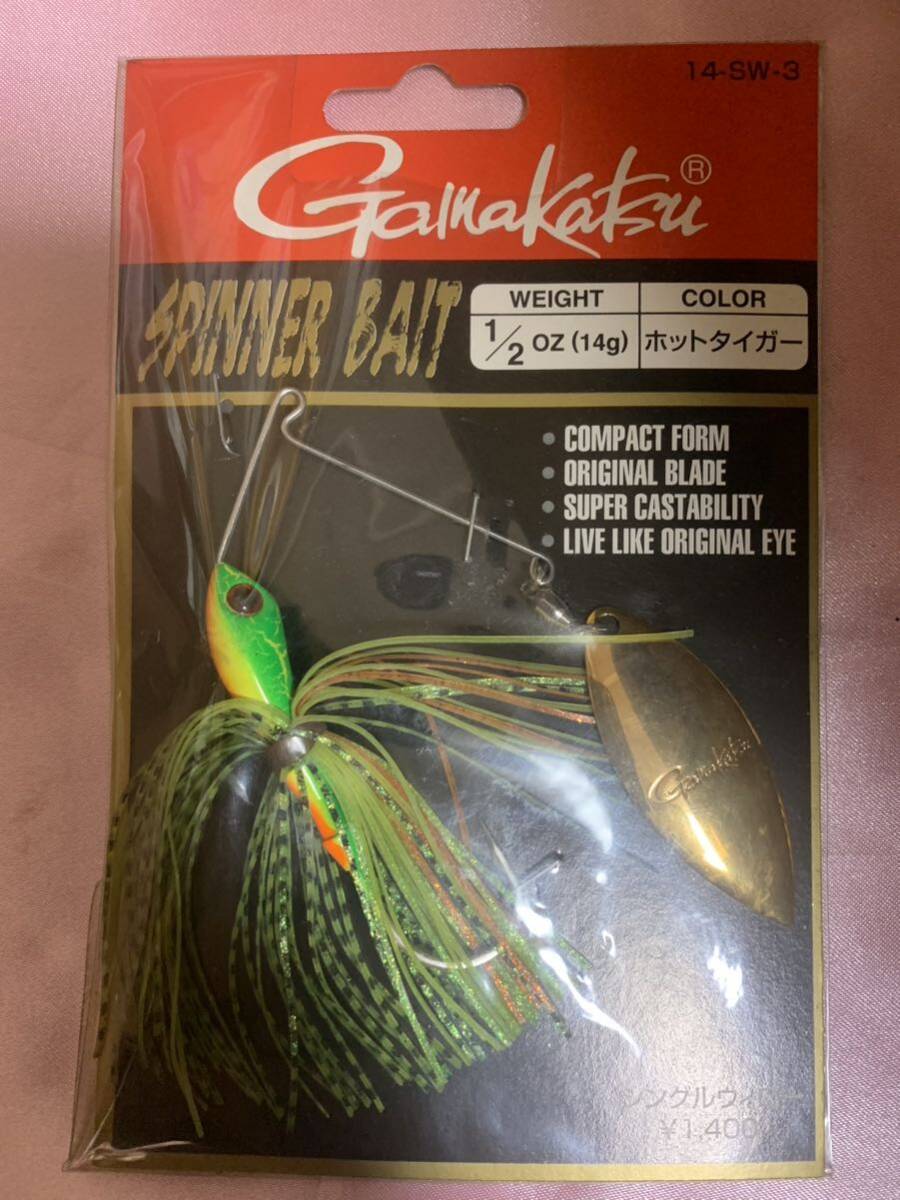 14-SW-3
Gamakatsu®
SPINNER BAIT
WEIGHT COLOR
1/2 OZ (14g) ホットタイガー
• COMPACT FORM
• ORIGINAL BLADE
• SUPER CASTABILITY
• LIVE LIKE ORIGINAL EYE
Gamakatsu
¥1,400